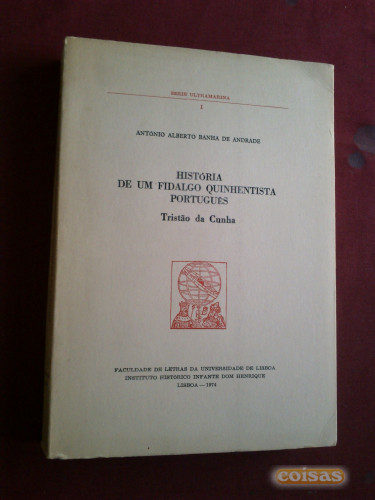 SÉRIE ULTRAMARINA
I
ANTÓNIO ALBERTO BANHA DE ANDRADE
HISTÓRIA
DE UM FIDALGO QUINHENTISTA
PORTUGUÊS
Tristão da Cunha
FACULDADE DE LETRAS DA UNIVERSIDADE DE LISBOA
INSTITUTO HISTÓRICO INFANTE DOM HENRIQUE
LISBOA — 1974
coisas